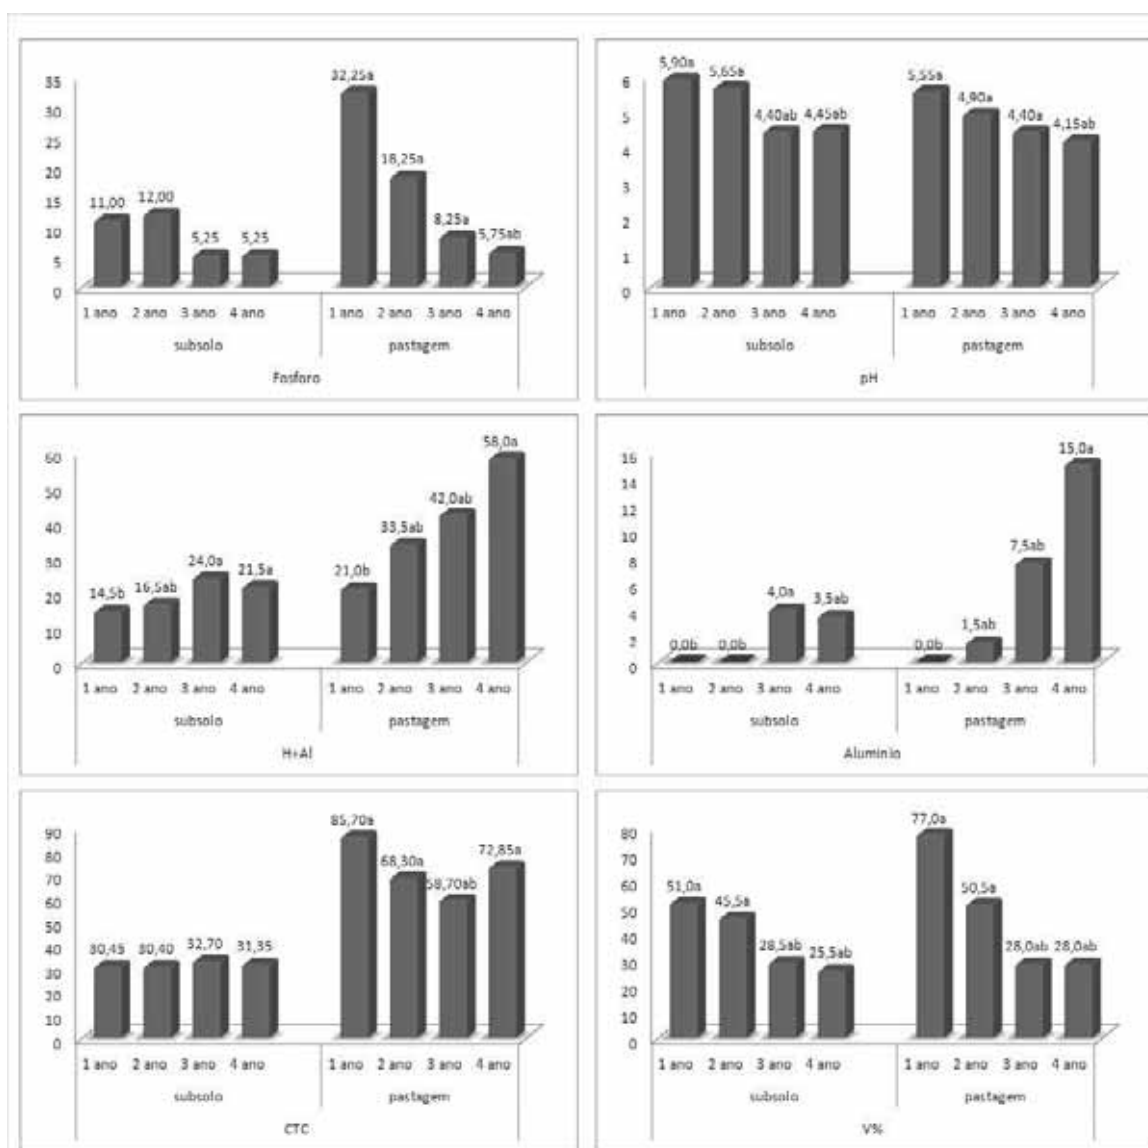 32,25a
35
30
25
20
15
10
5
0
18,25a
11,00
12,00
5,25
5,25
8,25a
5,75ab
1 ano 2 ano 3 ano 4 ano 1 ano 2 ano 3 ano 4 ano
subsolo pastagem
Fosforo
6
5
4
3
2
1
0
5,90a
5,65a
4,40ab
4,45ab
5,55a
4,90a
4,40a
4,15ab
1 ano 2 ano 3 ano 4 ano 1 ano 2 ano 3 ano 4 ano
subsolo pastagem
pH
60
50
40
30
20
10
0
14,5b
16,5ab
24,0a
21,5a
21,0b
33,5ab
42,0ab
58,0a
1 ano 2 ano 3 ano 4 ano 1 ano 2 ano 3 ano 4 ano
subsolo pastagem
H+Al
16
14
12
10
8
6
4
2
0
0,0b
0,0b
4,0a
3,5ab
0,0b
1,5ab
7,5ab
15,0a
1 ano 2 ano 3 ano 4 ano 1 ano 2 ano 3 ano 4 ano
subsolo pastagem
Aluminio
90
80
70
60
50
40
30
20
10
0
30,45
30,40
32,70
31,35
85,70a
68,30a
58,70ab
72,85a
1 ano 2 ano 3 ano 4 ano 1 ano 2 ano 3 ano 4 ano
subsolo pastagem
CTC
80
70
60
50
40
30
20
10
0
51,0a
45,5a
28,5ab
25,5ab
77,0a
50,5a
28,0ab
28,0ab
1 ano 2 ano 3 ano 4 ano 1 ano 2 ano 3 ano 4 ano
subsolo pastagem
V%